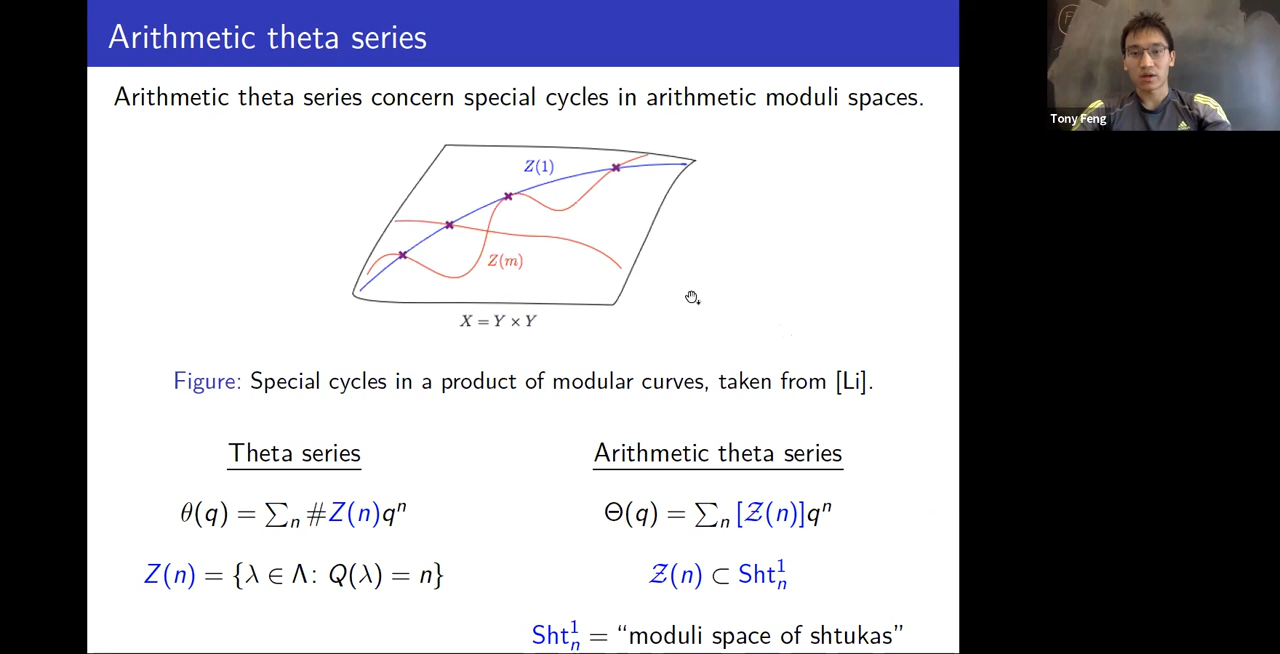 Arithmetic theta series
Arithmetic theta series concern special cycles in arithmetic moduli spaces.
Z(1)
Z(m)
X = Y × Y
Figure: Special cycles in a product of modular curves, taken from [Li].
Theta series
θ(q) = ∑ₙ #Z(n)qⁿ
Z(n) = {λ ∈ Λ: Q(λ) = n}
Arithmetic theta series
Θ(q) = ∑ₙ [𝒵(n)]qⁿ
𝒵(n) ⊂ Sht¹ₙ
Sht¹ₙ = “moduli space of shtukas”
Tony Feng
adidas